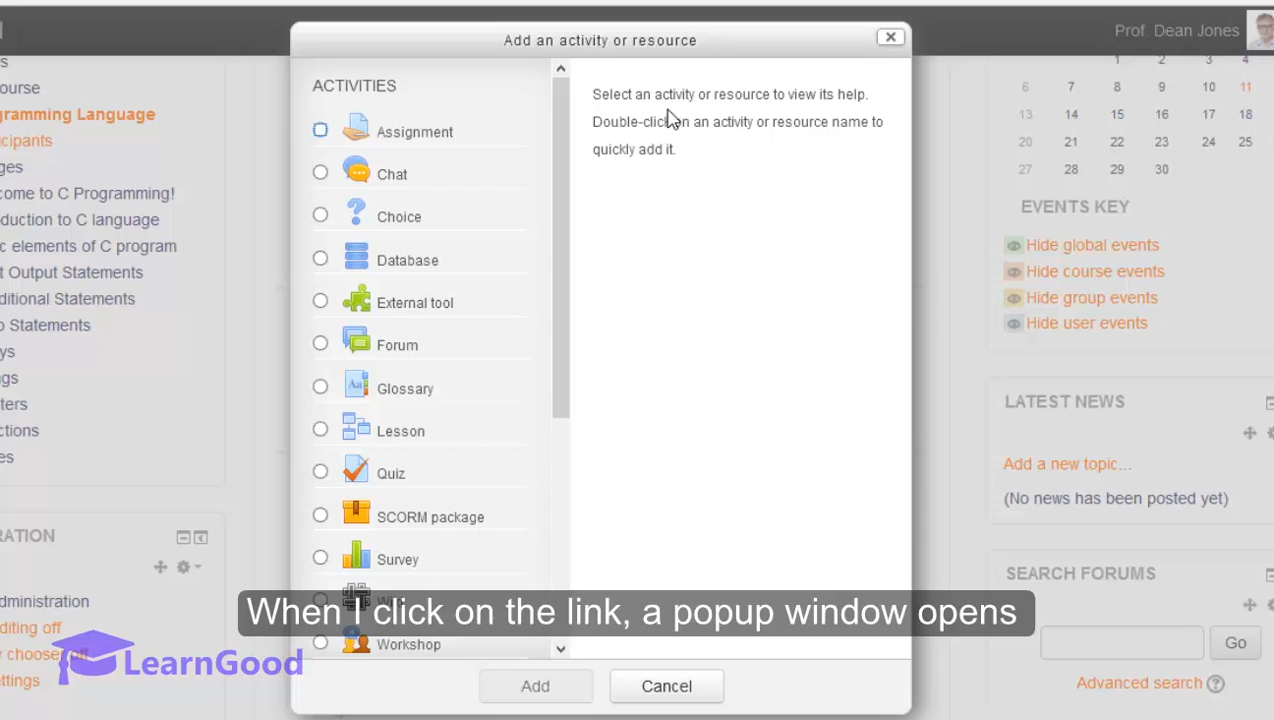 Prof. Dean Jones
Add an activity or resource
ourse
gramming Language
cipants
ges
come to C Programming!
duction to C language
c elements of C program
t Output Statements
ditional Statements
o Statements
ys
gs
ters
ctions
es
RATION
dministration
diting off
ettings
ACTIVITIES
Assignment
Chat
Choice
Database
External tool
Forum
Glossary
Lesson
Quiz
SCORM package
Survey
Workshop
Select an activity or resource to view its help.
Double-click on an activity or resource name to
quickly add it.
Add
Cancel
1 2 3 4
6 7 8 9 10 11
13 14 15 16 17 18
20 21 22 23 24 25
27 28 29 30
EVENTS KEY
Hide global events
Hide course events
Hide group events
Hide user events
LATEST NEWS
Add a new topic...
(No news has been posted yet)
SEARCH FORUMS
Go
Advanced search
When I click on the link, a popup window opens
LearnGood